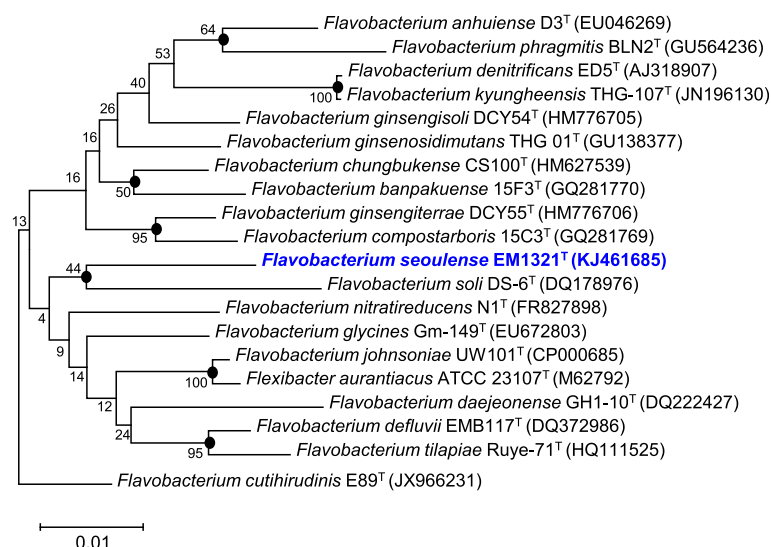 64
Flavobacterium anhuiense D3ᵀ (EU046269)
Flavobacterium phragmitis BLN2ᵀ (GU564236)
53
Flavobacterium denitrificans ED5ᵀ (AJ318907)
100
Flavobacterium kyungheensis THG-107ᵀ (JN196130)
40
Flavobacterium ginsengisoli DCY54ᵀ (HM776705)
26
Flavobacterium ginsenosidimutans THG 01ᵀ (GU138377)
16
Flavobacterium chungbukense CS100ᵀ (HM627539)
50
Flavobacterium banpakuense 15F3ᵀ (GQ281770)
16
Flavobacterium ginsengiterrae DCY55ᵀ (HM776706)
95
Flavobacterium compostarboris 15C3ᵀ (GQ281769)
13
Flavobacterium seoulense EM1321ᵀ (KJ461685)
44
Flavobacterium soli DS-6ᵀ (DQ178976)
4
Flavobacterium nitratireducens N1ᵀ (FR827898)
9
Flavobacterium glycines Gm-149ᵀ (EU672803)
14
Flavobacterium johnsoniae UW101ᵀ (CP000685)
100
Flexibacter aurantiacus ATCC 23107ᵀ (M62792)
12
Flavobacterium daejeonense GH1-10ᵀ (DQ222427)
24
Flavobacterium defluvii EMB117ᵀ (DQ372986)
95
Flavobacterium tilapiae Ruye-71ᵀ (HQ111525)
Flavobacterium cutihirudinis E89ᵀ (JX966231)
0.01